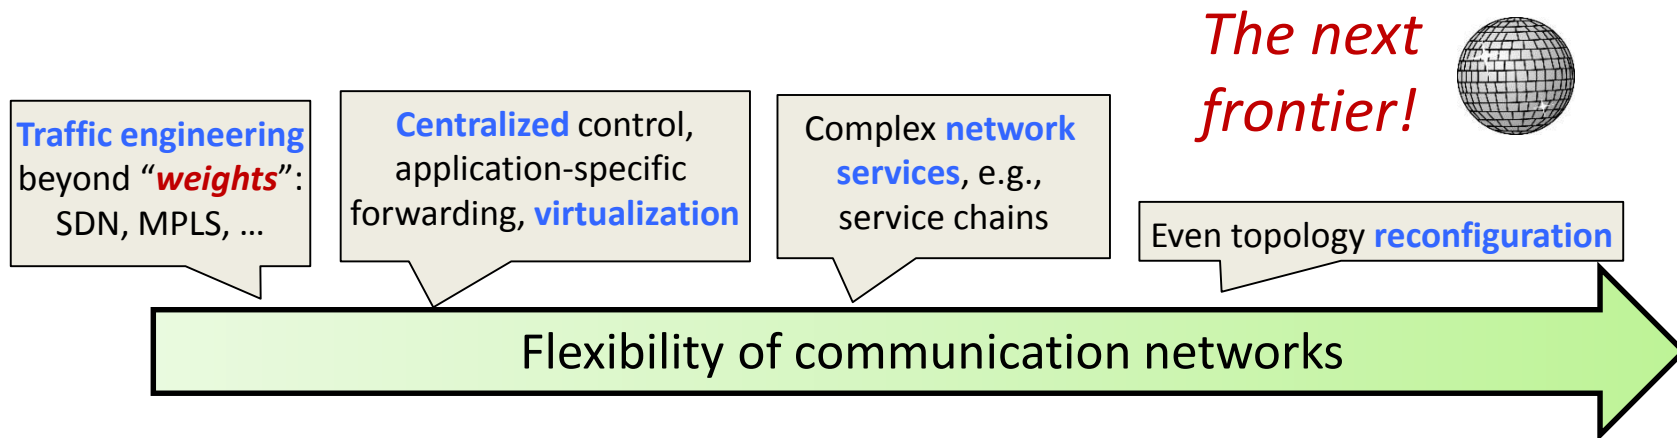 The next
frontier!
Traffic engineering
beyond “weights”:
SDN, MPLS, ...
Centralized control,
application-specific
forwarding, virtualization
Complex network
services, e.g.,
service chains
Even topology reconfiguration
Flexibility of communication networks